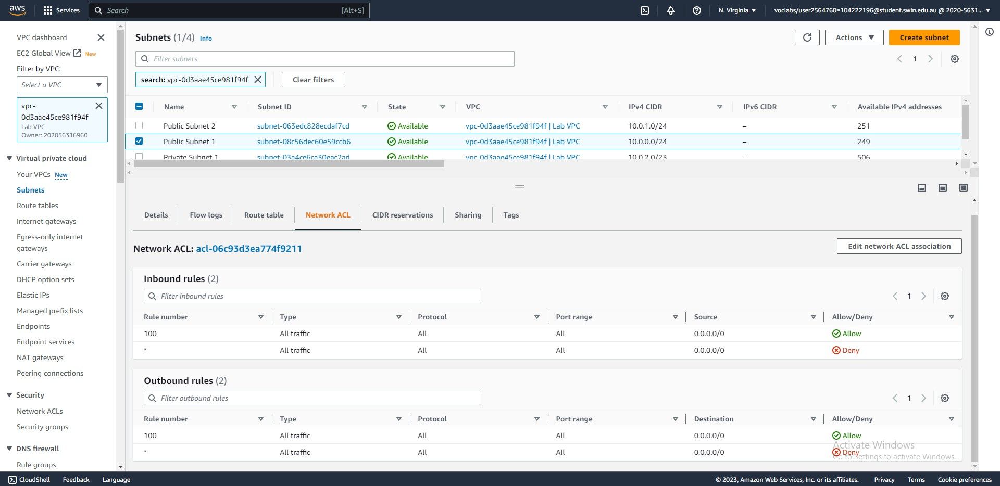 aws Services Search [Alt+S] N. Virginia ▼ voclabs/user2564760=104222196@student.swin.edu.au @ 2020-5631... ▼
VPC dashboard
EC2 Global View New
Filter by VPC:
Select a VPC
vpc-
0d3aae45ce981f94f
Lab VPC
Owner: 202056316960
Virtual private cloud
Your VPCs New
Subnets
Route tables
Internet gateways
Egress-only internet
gateways
Carrier gateways
DHCP option sets
Elastic IPs
Managed prefix lists
Endpoints
Endpoint services
NAT gateways
Peering connections
Security
Network ACLs
Security groups
DNS firewall
Rule groups
Subnets (1/4) Info
Actions Create subnet
Filter subnets
1
search: vpc-0d3aae45ce981f94f
Clear filters
Name Subnet ID State VPC IPv4 CIDR IPv6 CIDR Available IPv4 addresses
Public Subnet 2 subnet-063edc828ecdaf7cd Available vpc-0d3aae45ce981f94f | Lab VPC 10.0.1.0/24 – 251
Public Subnet 1 subnet-08c56dec60e59ccb6 Available vpc-0d3aae45ce981f94f | Lab VPC 10.0.0.0/24 – 249
Private Subnet 1 subnet-03a4ce6ca30eac2ad Available vpc-0d3aae45ce981f94f | Lab VPC 10.0.2.0/23 – 506
Details Flow logs Route table Network ACL CIDR reservations Sharing Tags
Network ACL: acl-06c93d3ea774f9211
Edit network ACL association
Inbound rules (2)
Filter inbound rules
1
Rule number Type Protocol Port range Source Allow/Deny
100 All traffic All All 0.0.0.0/0 Allow
* All traffic All All 0.0.0.0/0 Deny
Outbound rules (2)
Filter outbound rules
1
Rule number Type Protocol Port range Destination Allow/Deny
100 All traffic All All 0.0.0.0/0 Allow
* All traffic All All 0.0.0.0/0 Deny
Activate Windows
Go to Settings to activate Windows.
CloudShell Feedback Language © 2023, Amazon Web Services, Inc. or its affiliates. Privacy Terms Cookie preferences